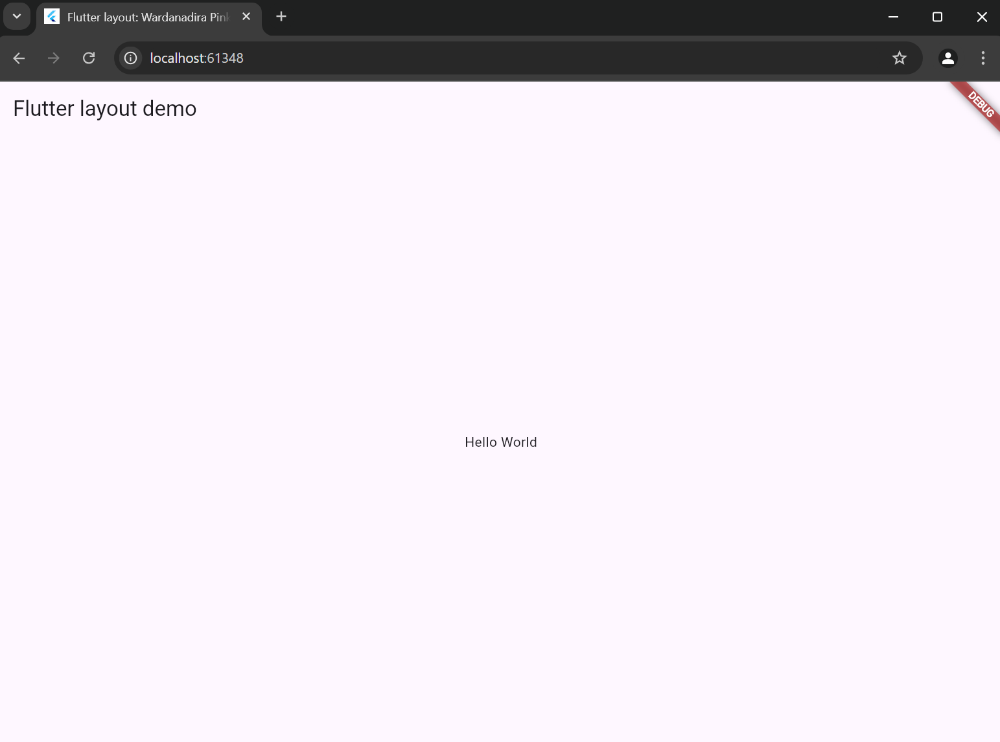 Flutter layout: Wardanadira Pin
localhost:61348
Flutter layout demo
DEBUG
Hello World